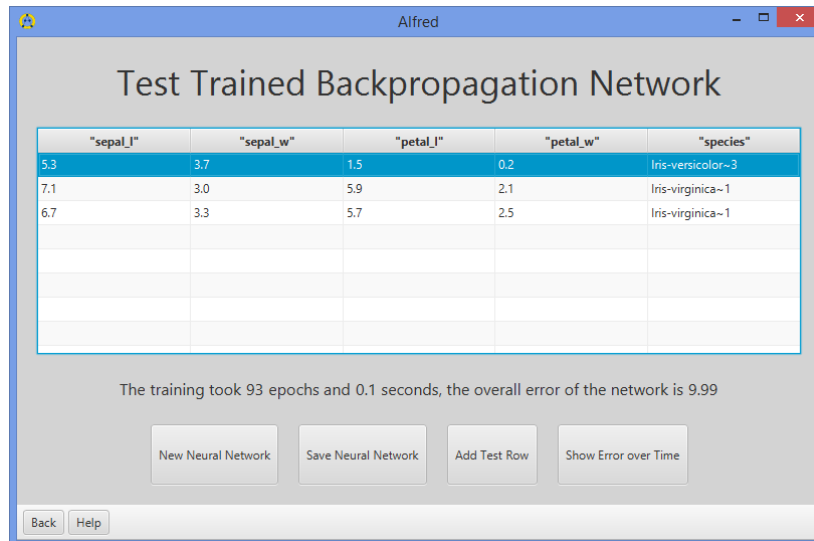 Alfred
Test Trained Backpropagation Network
"sepal_l" "sepal_w" "petal_l" "petal_w" "species"
5.3 3.7 1.5 0.2 Iris-versicolor~3
7.1 3.0 5.9 2.1 Iris-virginica~1
6.7 3.3 5.7 2.5 Iris-virginica~1
The training took 93 epochs and 0.1 seconds, the overall error of the network is 9.99
New Neural Network Save Neural Network Add Test Row Show Error over Time
Back Help